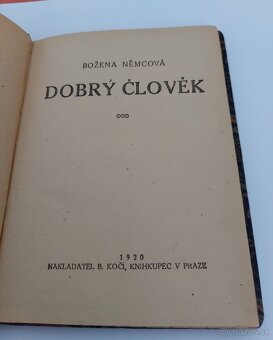 BOŽENA NĚMCOVÁ
DOBRÝ ČLOVĚK
1920
NAKLADATEL B. KOČÍ, KNIHKUPEC V PRAZE